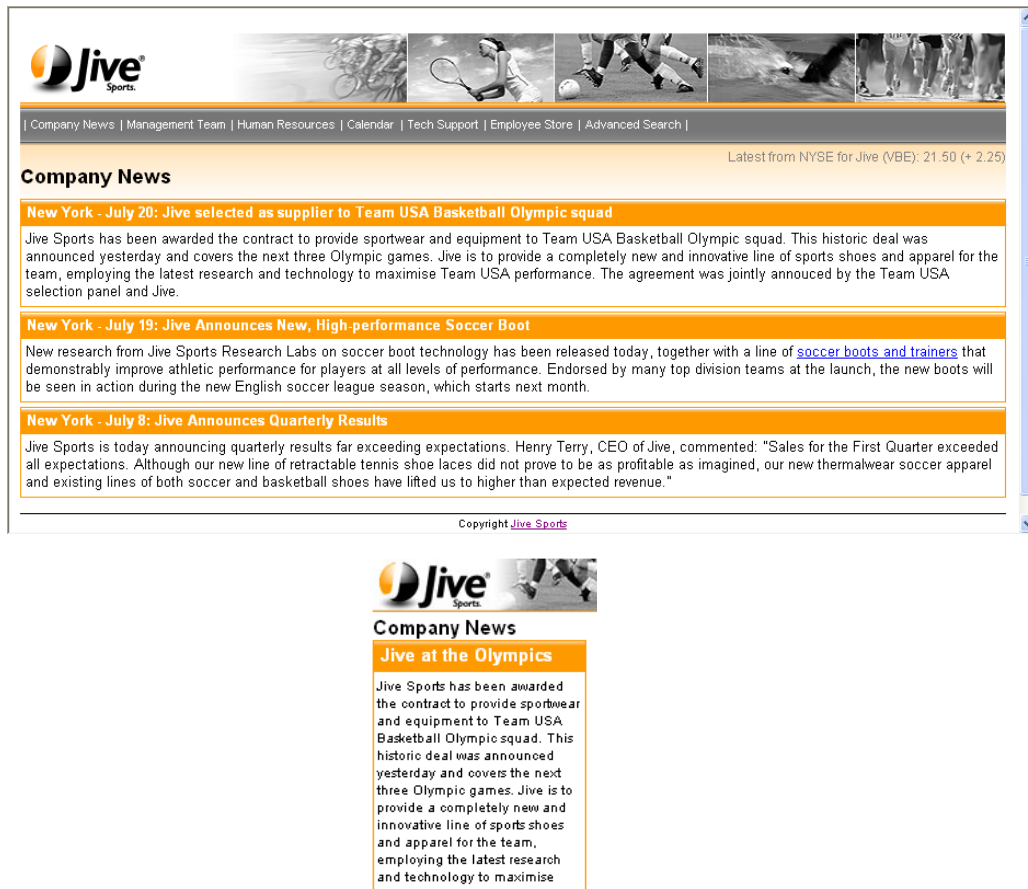 Jive®
Sports.
| Company News | Management Team | Human Resources | Calendar | Tech Support | Employee Store | Advanced Search |
Latest from NYSE for Jive (VBE): 21.50 (+ 2.25)
Company News
New York - July 20: Jive selected as supplier to Team USA Basketball Olympic squad
Jive Sports has been awarded the contract to provide sportwear and equipment to Team USA Basketball Olympic squad. This historic deal was
announced yesterday and covers the next three Olympic games. Jive is to provide a completely new and innovative line of sports shoes and apparel for the
team, employing the latest research and technology to maximise Team USA performance. The agreement was jointly annouced by the Team USA
selection panel and Jive.
New York - July 19: Jive Announces New, High-performance Soccer Boot
New research from Jive Sports Research Labs on soccer boot technology has been released today, together with a line of soccer boots and trainers that
demonstrably improve athletic performance for players at all levels of performance. Endorsed by many top division teams at the launch, the new boots will
be seen in action during the new English soccer league season, which starts next month.
New York - July 8: Jive Announces Quarterly Results
Jive Sports is today announcing quarterly results far exceeding expectations. Henry Terry, CEO of Jive, commented: "Sales for the First Quarter exceeded
all expectations. Although our new line of retractable tennis shoe laces did not prove to be as profitable as imagined, our new thermalwear soccer apparel
and existing lines of both soccer and basketball shoes have lifted us to higher than expected revenue."
Copyright Jive Sports
Jive®
Sports.
Company News
Jive at the Olympics
Jive Sports has been awarded
the contract to provide sportwear
and equipment to Team USA
Basketball Olympic squad. This
historic deal was announced
yesterday and covers the next
three Olympic games. Jive is to
provide a completely new and
innovative line of sports shoes
and apparel for the team,
employing the latest research
and technology to maximise